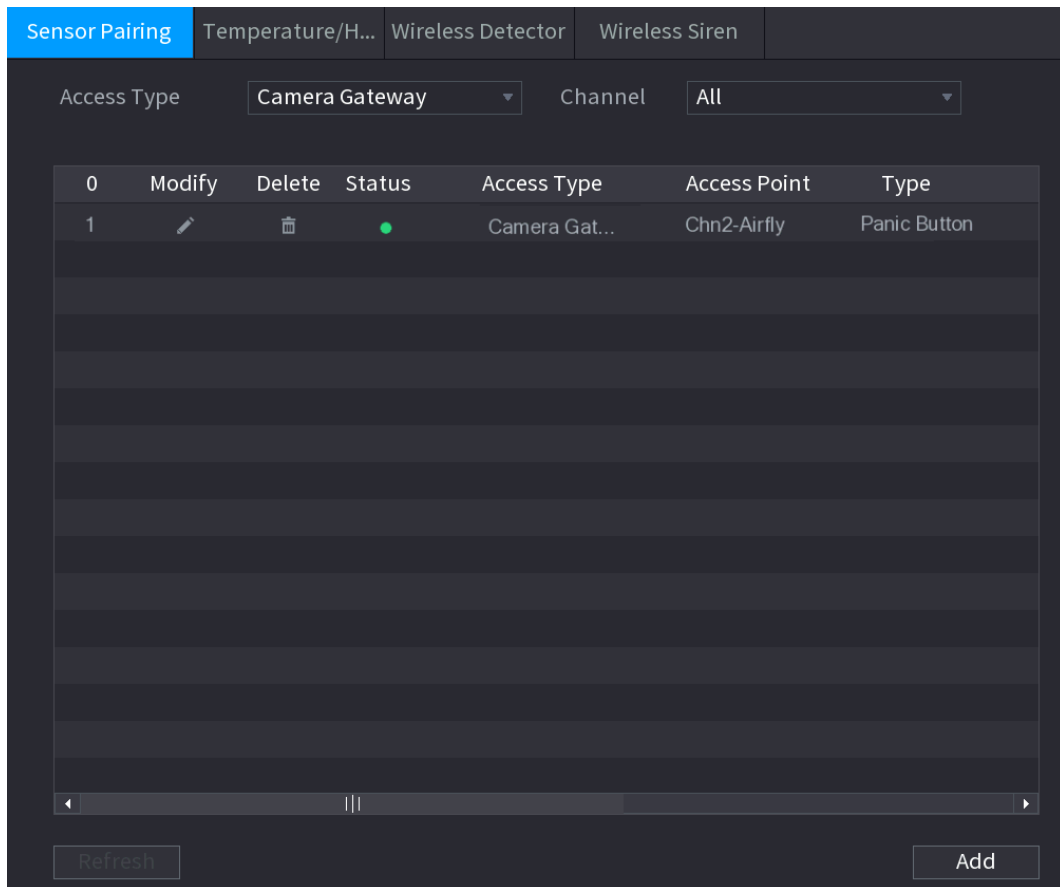 Sensor Pairing Temperature/H... Wireless Detector Wireless Siren
Access Type Camera Gateway Channel All
0 Modify Delete Status Access Type Access Point Type
1 Camera Gat... Chn2-Airfly Panic Button
Refresh Add